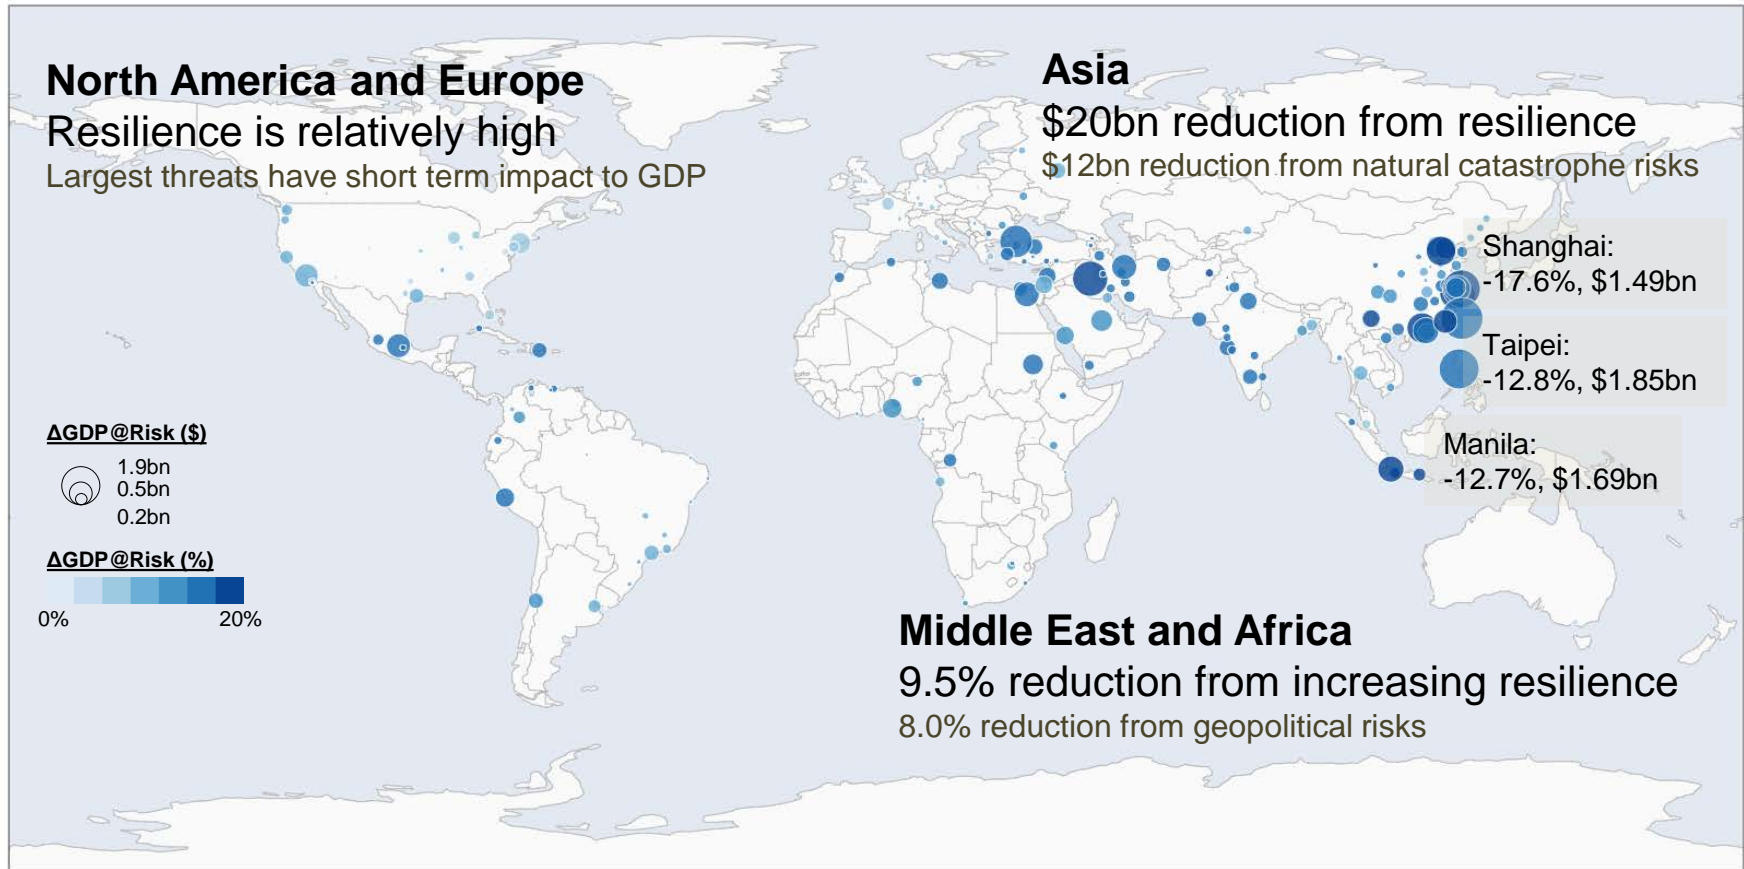 North America and Europe
Resilience is relatively high
Largest threats have short term impact to GDP
Asia
$20bn reduction from resilience
$12bn reduction from natural catastrophe risks
Shanghai:
-17.6%, $1.49bn
Taipei:
-12.8%, $1.85bn
Manila:
-12.7%, $1.69bn
ΔGDP@Risk ($)
1.9bn
0.5bn
0.2bn
ΔGDP@Risk (%)
0% 20%
Middle East and Africa
9.5% reduction from increasing resilience
8.0% reduction from geopolitical risks